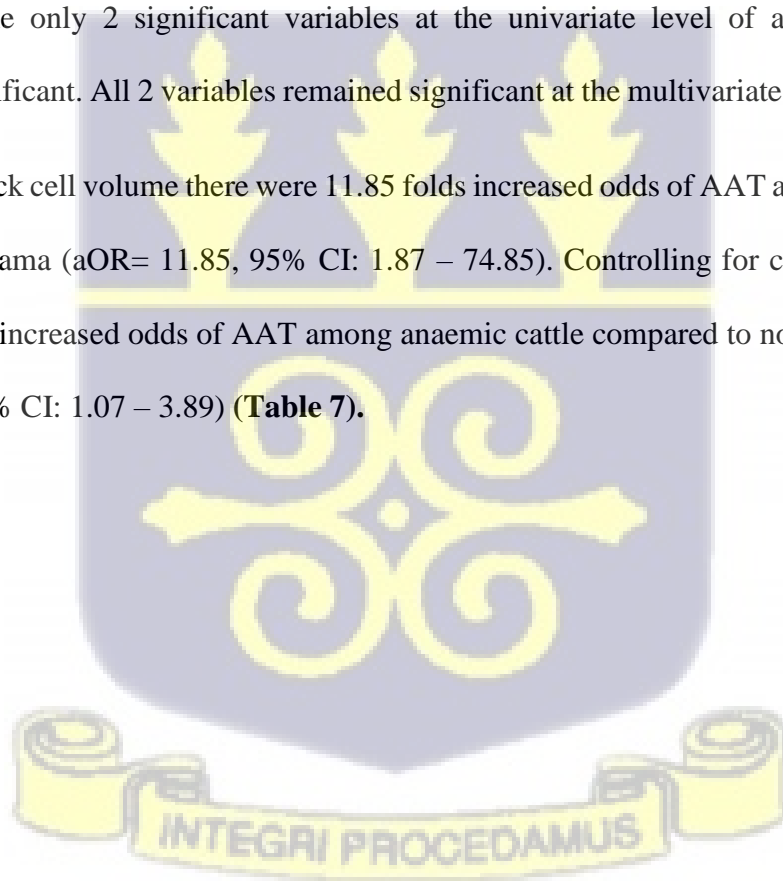 e only 2 significant variables at the univariate level of a
ificant. All 2 variables remained significant at the multivariate
ck cell volume there were 11.85 folds increased odds of AAT a
ama (aOR= 11.85, 95% CI: 1.87 – 74.85). Controlling for c
increased odds of AAT among anaemic cattle compared to no
% CI: 1.07 – 3.89) (Table 7).
INTEGRI PROCEDAMUS